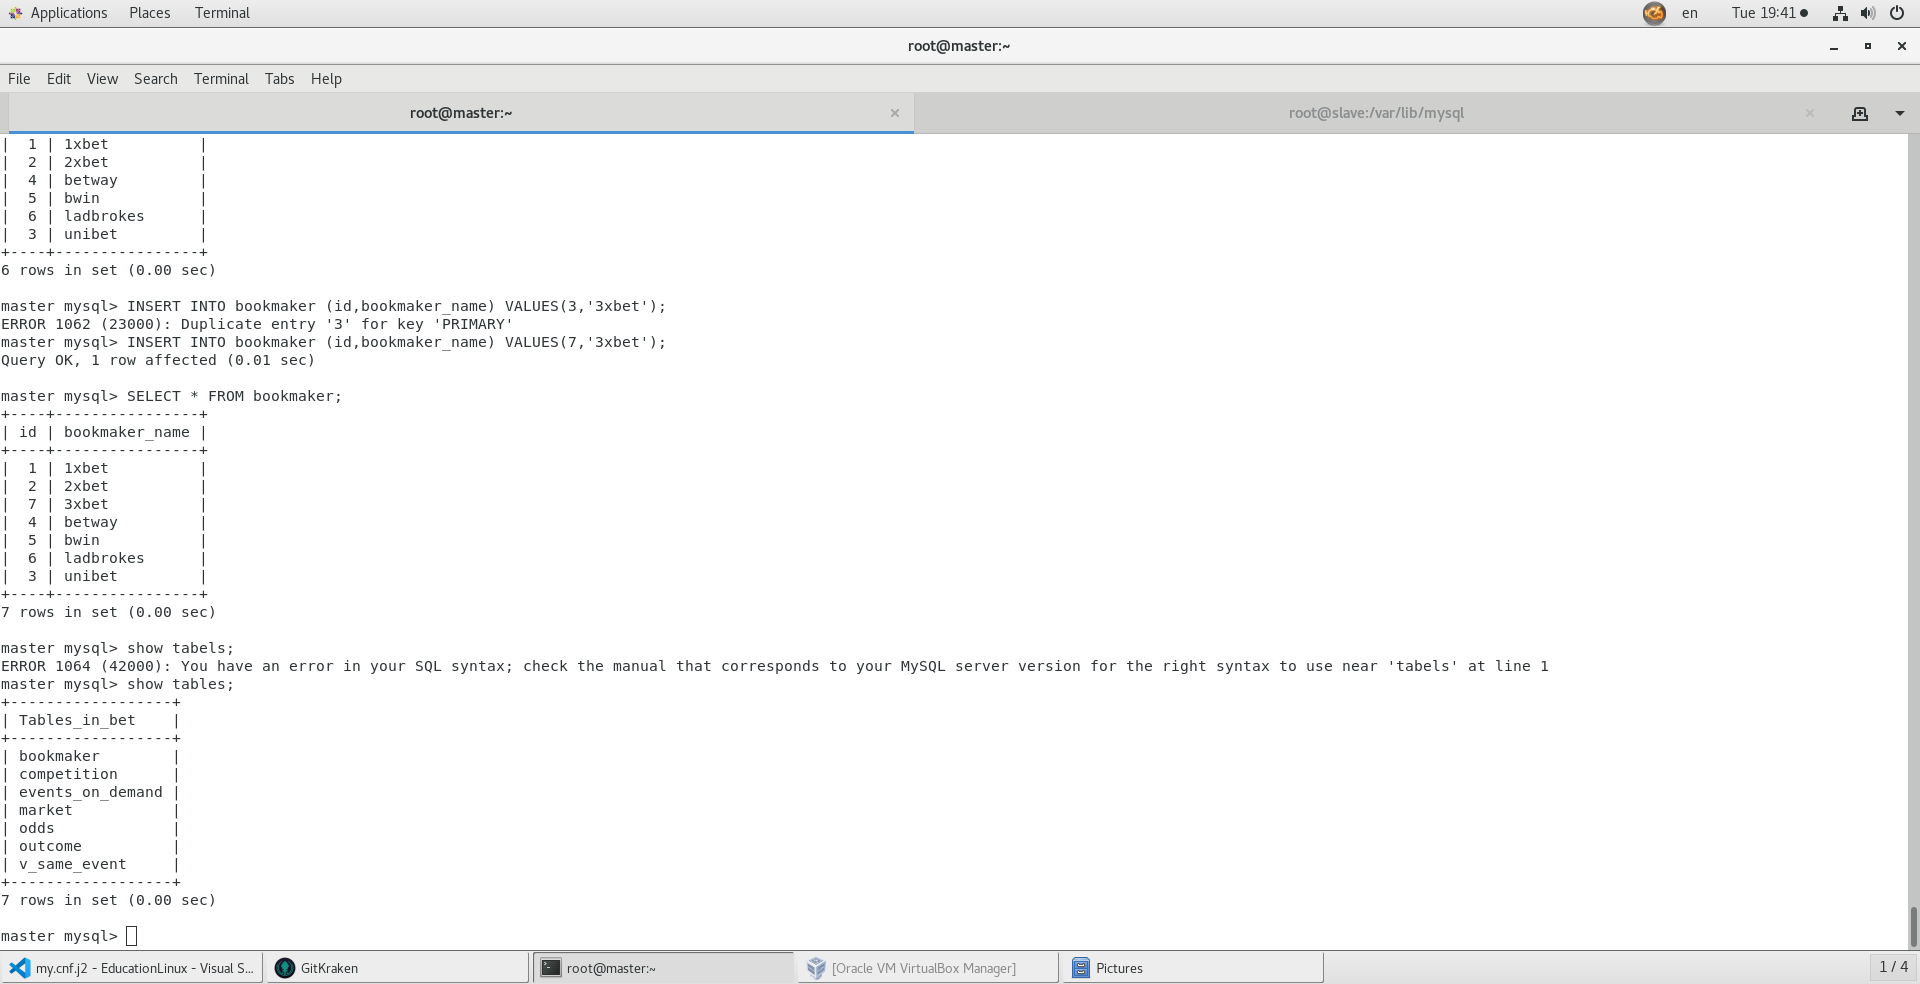 Applications Places Terminal en Tue 19:41
root@master:~
File Edit View Search Terminal Tabs Help
root@master:~ root@slave:/var/lib/mysql
|  1 | 1xbet          |
|  2 | 2xbet          |
|  4 | betway         |
|  5 | bwin           |
|  6 | ladbrokes      |
|  3 | unibet         |
+----+----------------+
6 rows in set (0.00 sec)
master mysql> INSERT INTO bookmaker (id,bookmaker_name) VALUES(3,'3xbet');
ERROR 1062 (23000): Duplicate entry '3' for key 'PRIMARY'
master mysql> INSERT INTO bookmaker (id,bookmaker_name) VALUES(7,'3xbet');
Query OK, 1 row affected (0.01 sec)
master mysql> SELECT * FROM bookmaker;
+----+----------------+
| id | bookmaker_name |
+----+----------------+
|  1 | 1xbet          |
|  2 | 2xbet          |
|  7 | 3xbet          |
|  4 | betway         |
|  5 | bwin           |
|  6 | ladbrokes      |
|  3 | unibet         |
+----+----------------+
7 rows in set (0.00 sec)
master mysql> show tabels;
ERROR 1064 (42000): You have an error in your SQL syntax; check the manual that corresponds to your MySQL server version for the right syntax to use near 'tabels' at line 1
master mysql> show tables;
+------------------+
| Tables_in_bet    |
+------------------+
| bookmaker        |
| competition      |
| events_on_demand |
| market           |
| odds             |
| outcome          |
| v_same_event     |
+------------------+
7 rows in set (0.00 sec)
master mysql>
my.cnf.j2 - EducationLinux - Visual S... GitKraken root@master:~ [Oracle VM VirtualBox Manager] Pictures 1 / 4